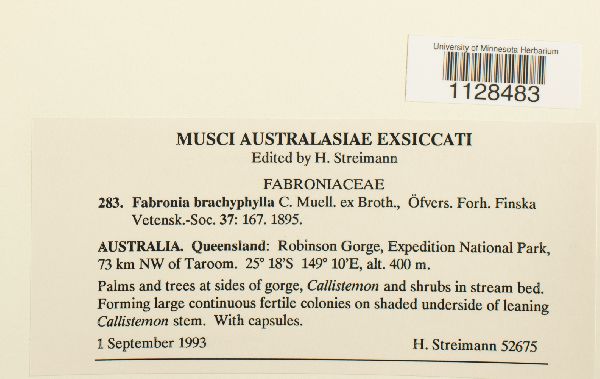 University of Minnesota Herbarium
1128483
MUSCI AUSTRALASIAE EXSICCATI
Edited by H. Streimann
FABRONIACEAE
283. Fabronia brachyphylla C. Muell. ex Broth., Öfvers. Forh. Finska
Vetensk.-Soc. 37: 167. 1895.
AUSTRALIA. Queensland: Robinson Gorge, Expedition National Park,
73 km NW of Taroom. 25° 18'S 149° 10'E, alt. 400 m.
Palms and trees at sides of gorge, Callistemon and shrubs in stream bed.
Forming large continuous fertile colonies on shaded underside of leaning
Callistemon stem. With capsules.
1 September 1993 H. Streimann 52675